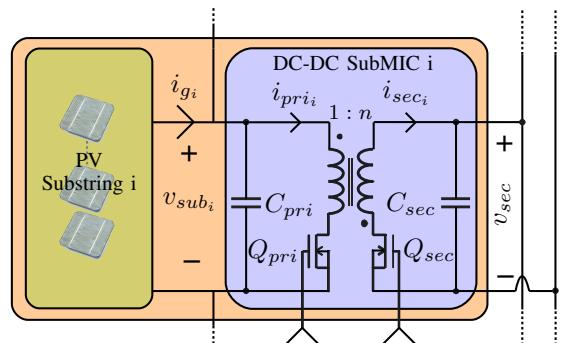 DC-DC SubMIC i
i_{g_i}
i_{pri_i}
1 : n
i_{sec_i}
+
+
PV
Substring i
v_{sub_i}
C_{pri}
C_{sec}
v_{sec}
Q_{pri}
Q_{sec}
−
−